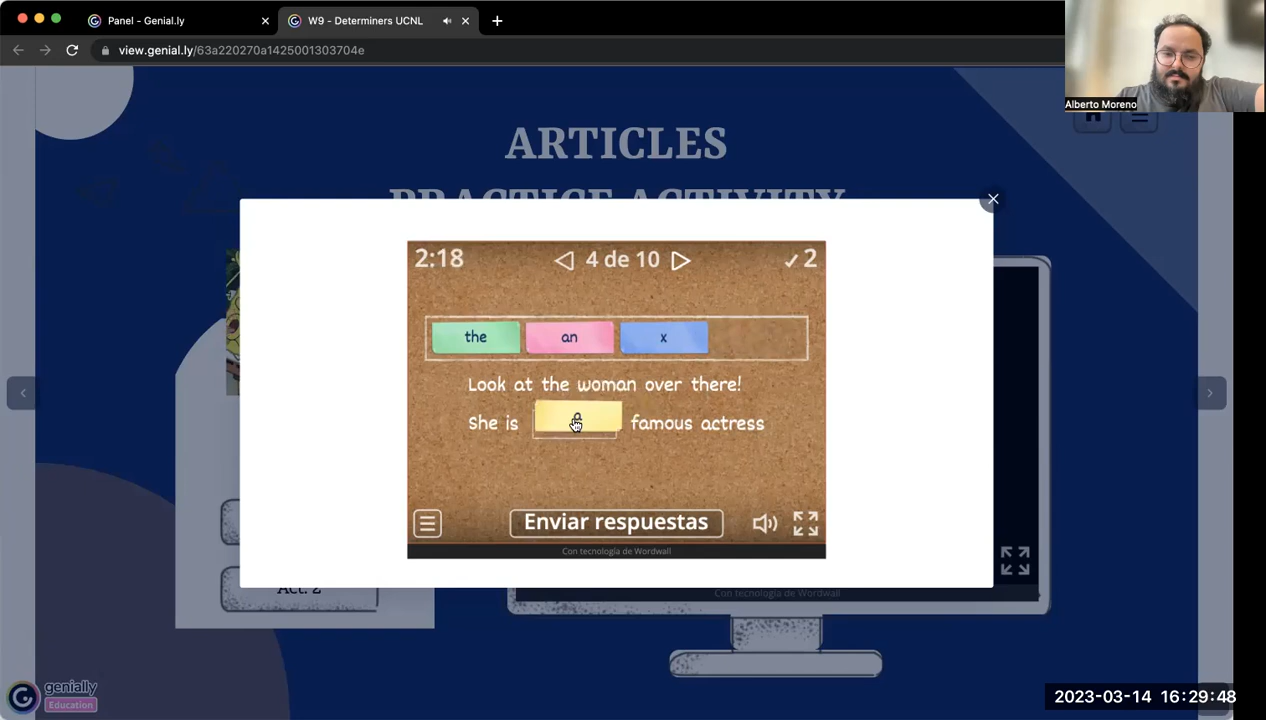 Panel - Genial.ly
W9 - Determiners UCNL
view.genial.ly/63a220270a1425001303704e
Alberto Moreno
ARTICLES
PRACTICE ACTIVITY
2:18
4 de 10
2
the
an
x
Look at the woman over there!
She is a famous actress
Enviar respuestas
Con tecnología de Wordwall
Act. 2
Con tecnología de Wordwall
genially
Education
2023-03-14 16:29:48